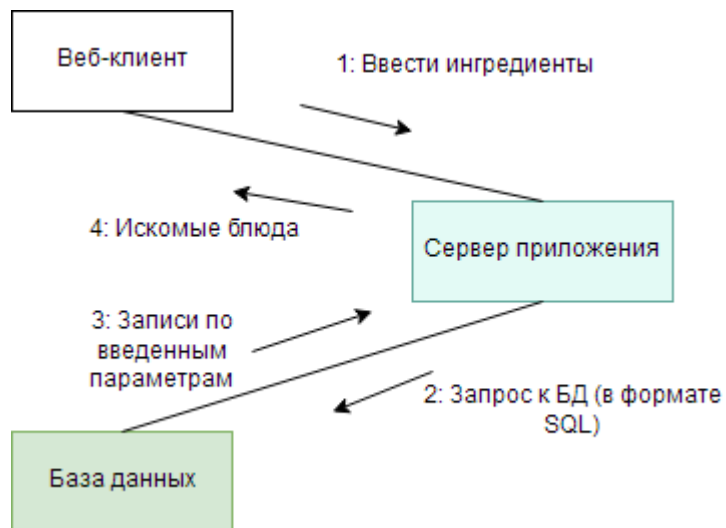 Веб-клиент
1: Ввести ингредиенты
4: Искомые блюда
Сервер приложения
3: Записи по
введенным
параметрам
2: Запрос к БД (в формате
SQL)
База данных